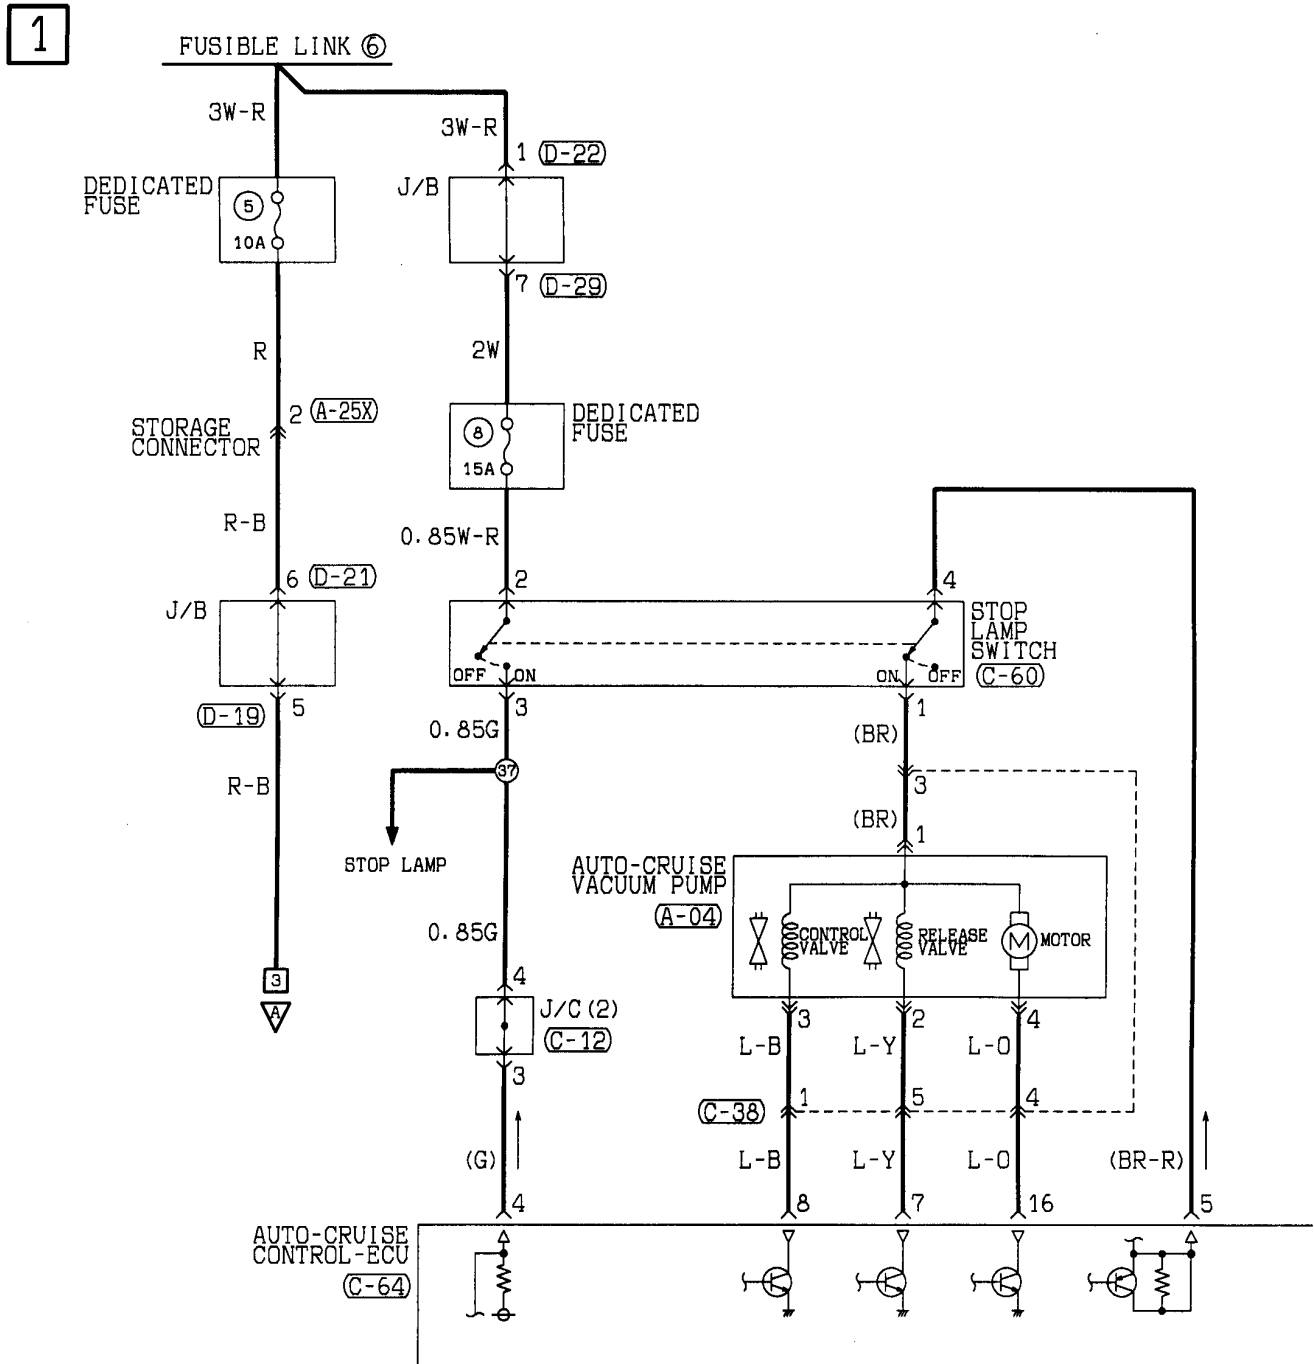 1
FUSIBLE LINK ⑥
3W-R
3W-R
1 (D-22)
DEDICATED
FUSE
⑤
10A
J/B
7 (D-29)
R
2W
2 (A-25X)
STORAGE
CONNECTOR
DEDICATED
FUSE
⑧
15A
R-B
0.85W-R
6 (D-21)
2
4
J/B
STOP
LAMP
SWITCH
(C-60)
OFF
ON
ON
OFF
(D-19)
5
3
1
0.85G
(BR)
37
R-B
3
(BR)
1
STOP LAMP
AUTO-CRUISE
VACUUM PUMP
(A-04)
CONTROL
VALVE
RELEASE
VALVE
M
MOTOR
0.85G
3
A
4
J/C(2)
(C-12)
3
3
2
4
L-B
L-Y
L-O
(C-38)
1
5
4
(G)
L-B
L-Y
L-O
(BR-R)
4
8
7
16
5
AUTO-CRUISE
CONTROL-ECU
(C-64)